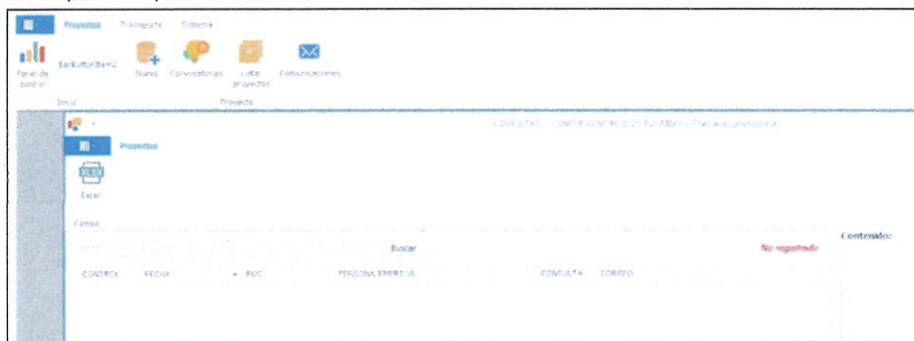 Proyectos Transporte Sistema
Panel de control
BarButtonItem2
Nuevo
Convocatorias
Listar proyectos
Comunicaciones
Inicio
Proyecto
Proyectos
XLSX
Excel
Buscar
No registrado
Contenido:
CONTROL FECHA RUC PERSONA/EMPRESA CONSULTA CORREO